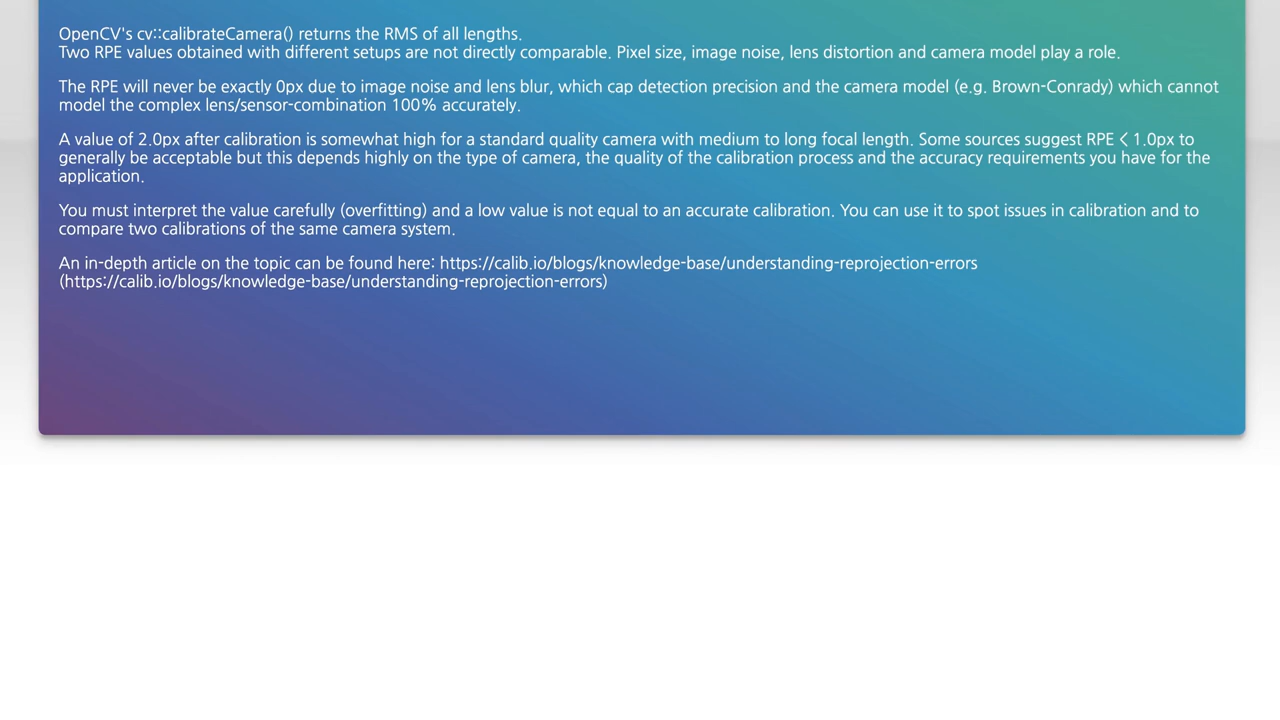 OpenCV's cv::calibrateCamera() returns the RMS of all lengths.
Two RPE values obtained with different setups are not directly comparable. Pixel size, image noise, lens distortion and camera model play a role.
The RPE will never be exactly 0px due to image noise and lens blur, which cap detection precision and the camera model (e.g. Brown-Conrady) which cannot
model the complex lens/sensor-combination 100% accurately.
A value of 2.0px after calibration is somewhat high for a standard quality camera with medium to long focal length. Some sources suggest RPE < 1.0px to
generally be acceptable but this depends highly on the type of camera, the quality of the calibration process and the accuracy requirements you have for the
application.
You must interpret the value carefully (overfitting) and a low value is not equal to an accurate calibration. You can use it to spot issues in calibration and to
compare two calibrations of the same camera system.
An in-depth article on the topic can be found here: https://calib.io/blogs/knowledge-base/understanding-reprojection-errors
(https://calib.io/blogs/knowledge-base/understanding-reprojection-errors)